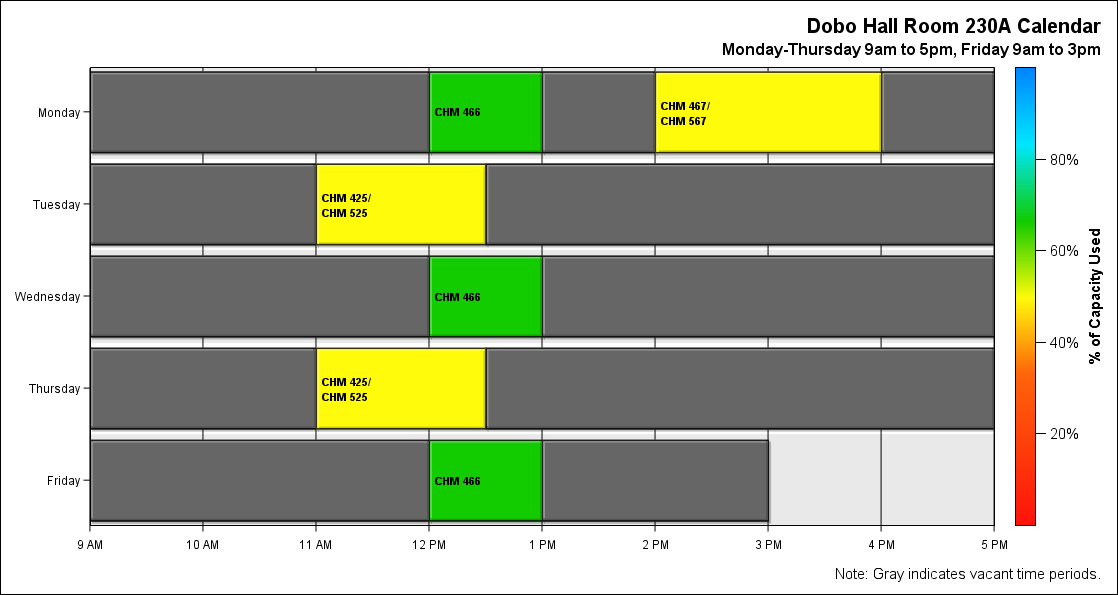 Dobo Hall Room 230A Calendar
Monday-Thursday 9am to 5pm, Friday 9am to 3pm
Monday
CHM 466
CHM 467/
CHM 567
Tuesday
CHM 425/
CHM 525
Wednesday
CHM 466
Thursday
CHM 425/
CHM 525
Friday
CHM 466
9 AM
10 AM
11 AM
12 PM
1 PM
2 PM
3 PM
4 PM
5 PM
80%
60%
40%
20%
% of Capacity Used
Note: Gray indicates vacant time periods.